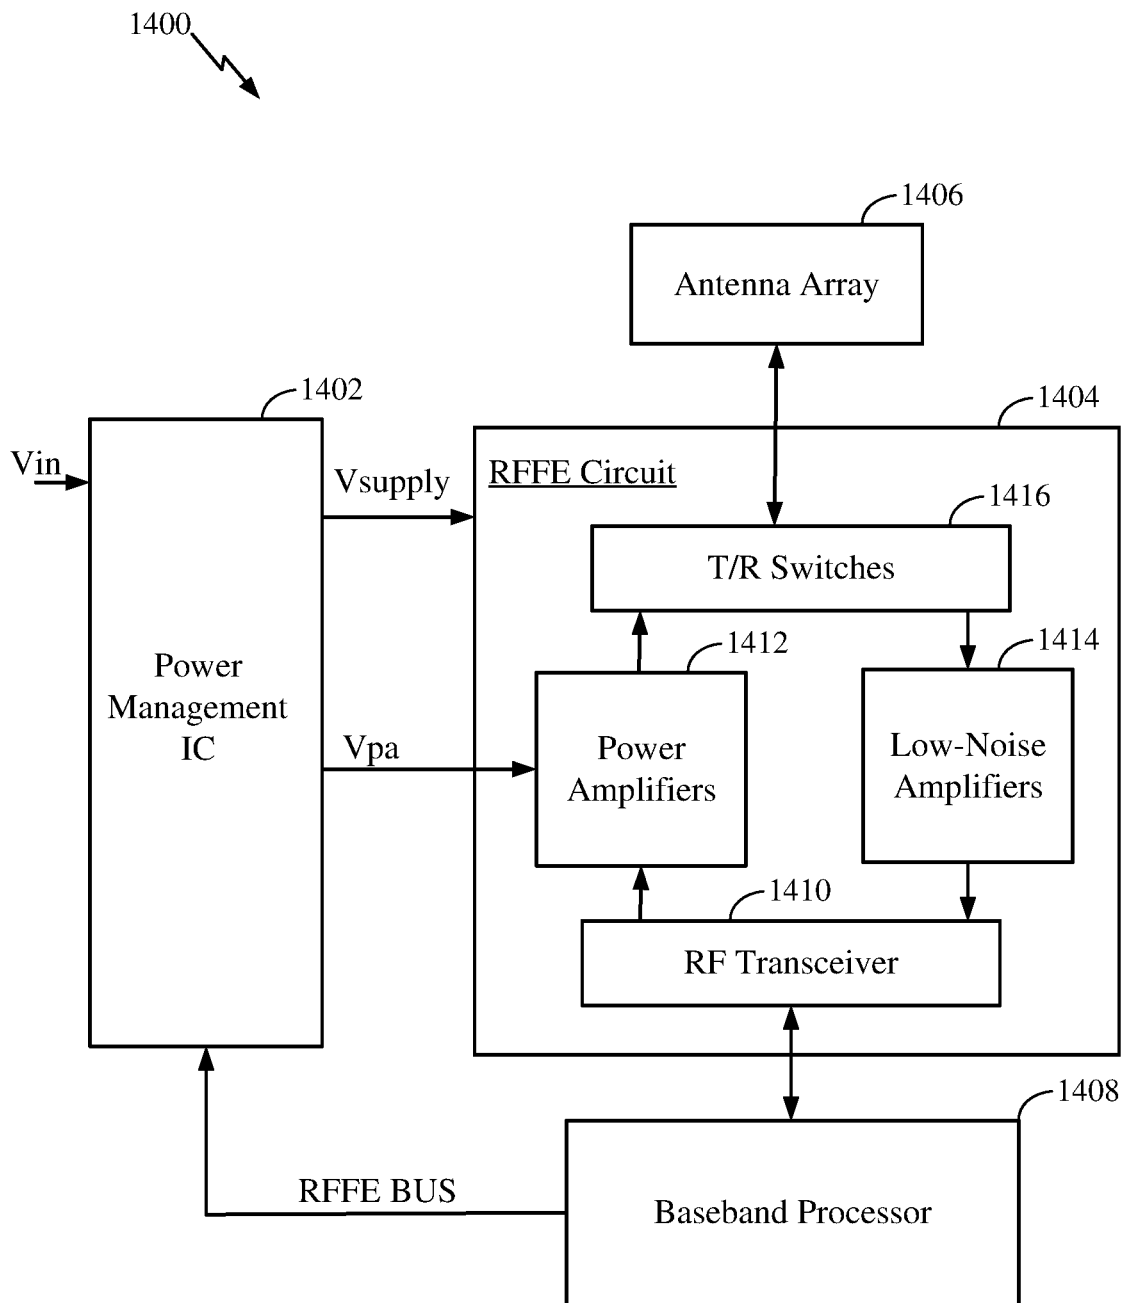 1400
1406
Antenna Array
1402
1404
Vin
Vsupply
RFFE Circuit
1416
T/R Switches
1412
1414
Power
Management
IC
Vpa
Power
Amplifiers
Low-Noise
Amplifiers
1410
RF Transceiver
1408
RFFE BUS
Baseband Processor